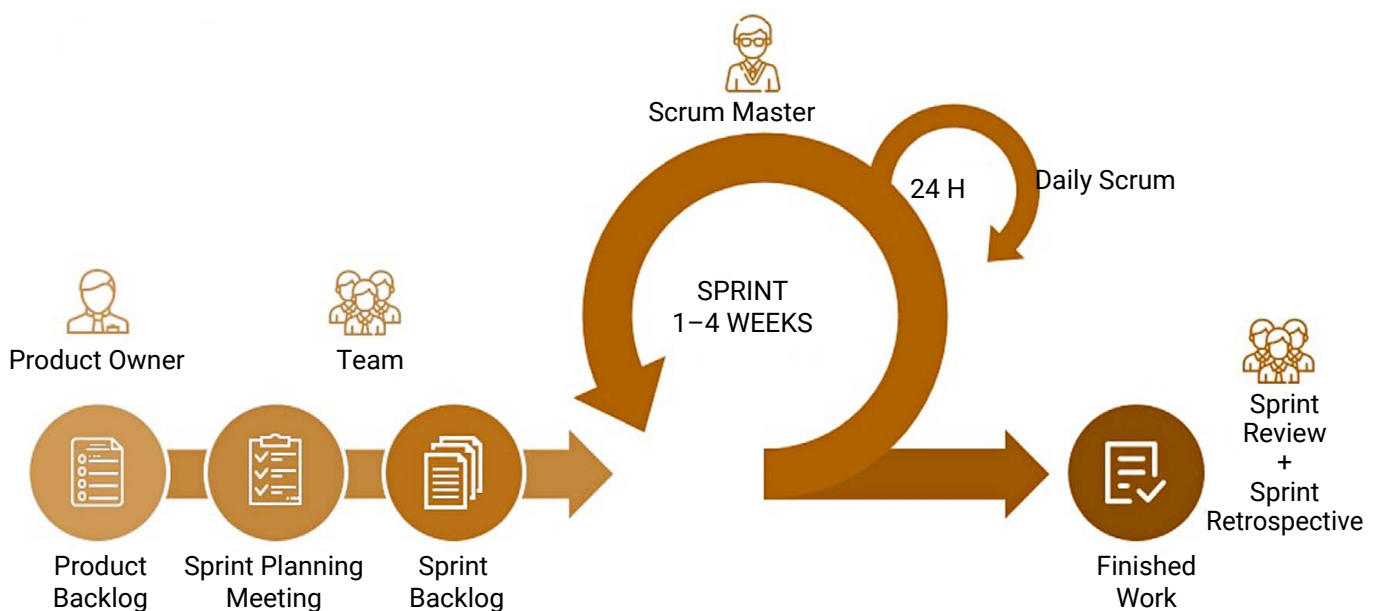 Scrum Master
24 H
Daily Scrum
SPRINT
1–4 WEEKS
Product Owner
Team
Sprint
Review
+
Sprint
Retrospective
Product
Backlog
Sprint Planning
Meeting
Sprint
Backlog
Finished
Work